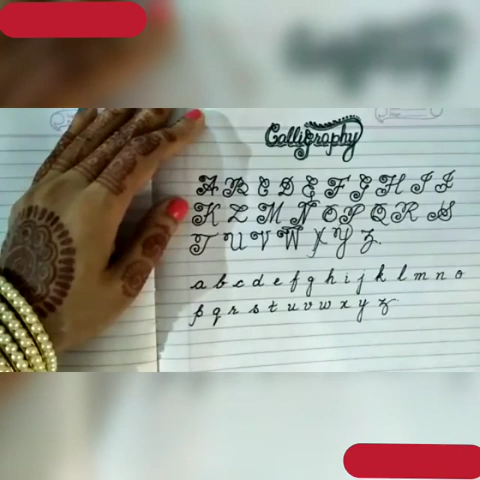 Calligraphy
A B C D E F G H I J
K L M N O P Q R S
T U V W X Y Z.
a b c d e f g h i j k l m n o
p q r s t u v w x y z